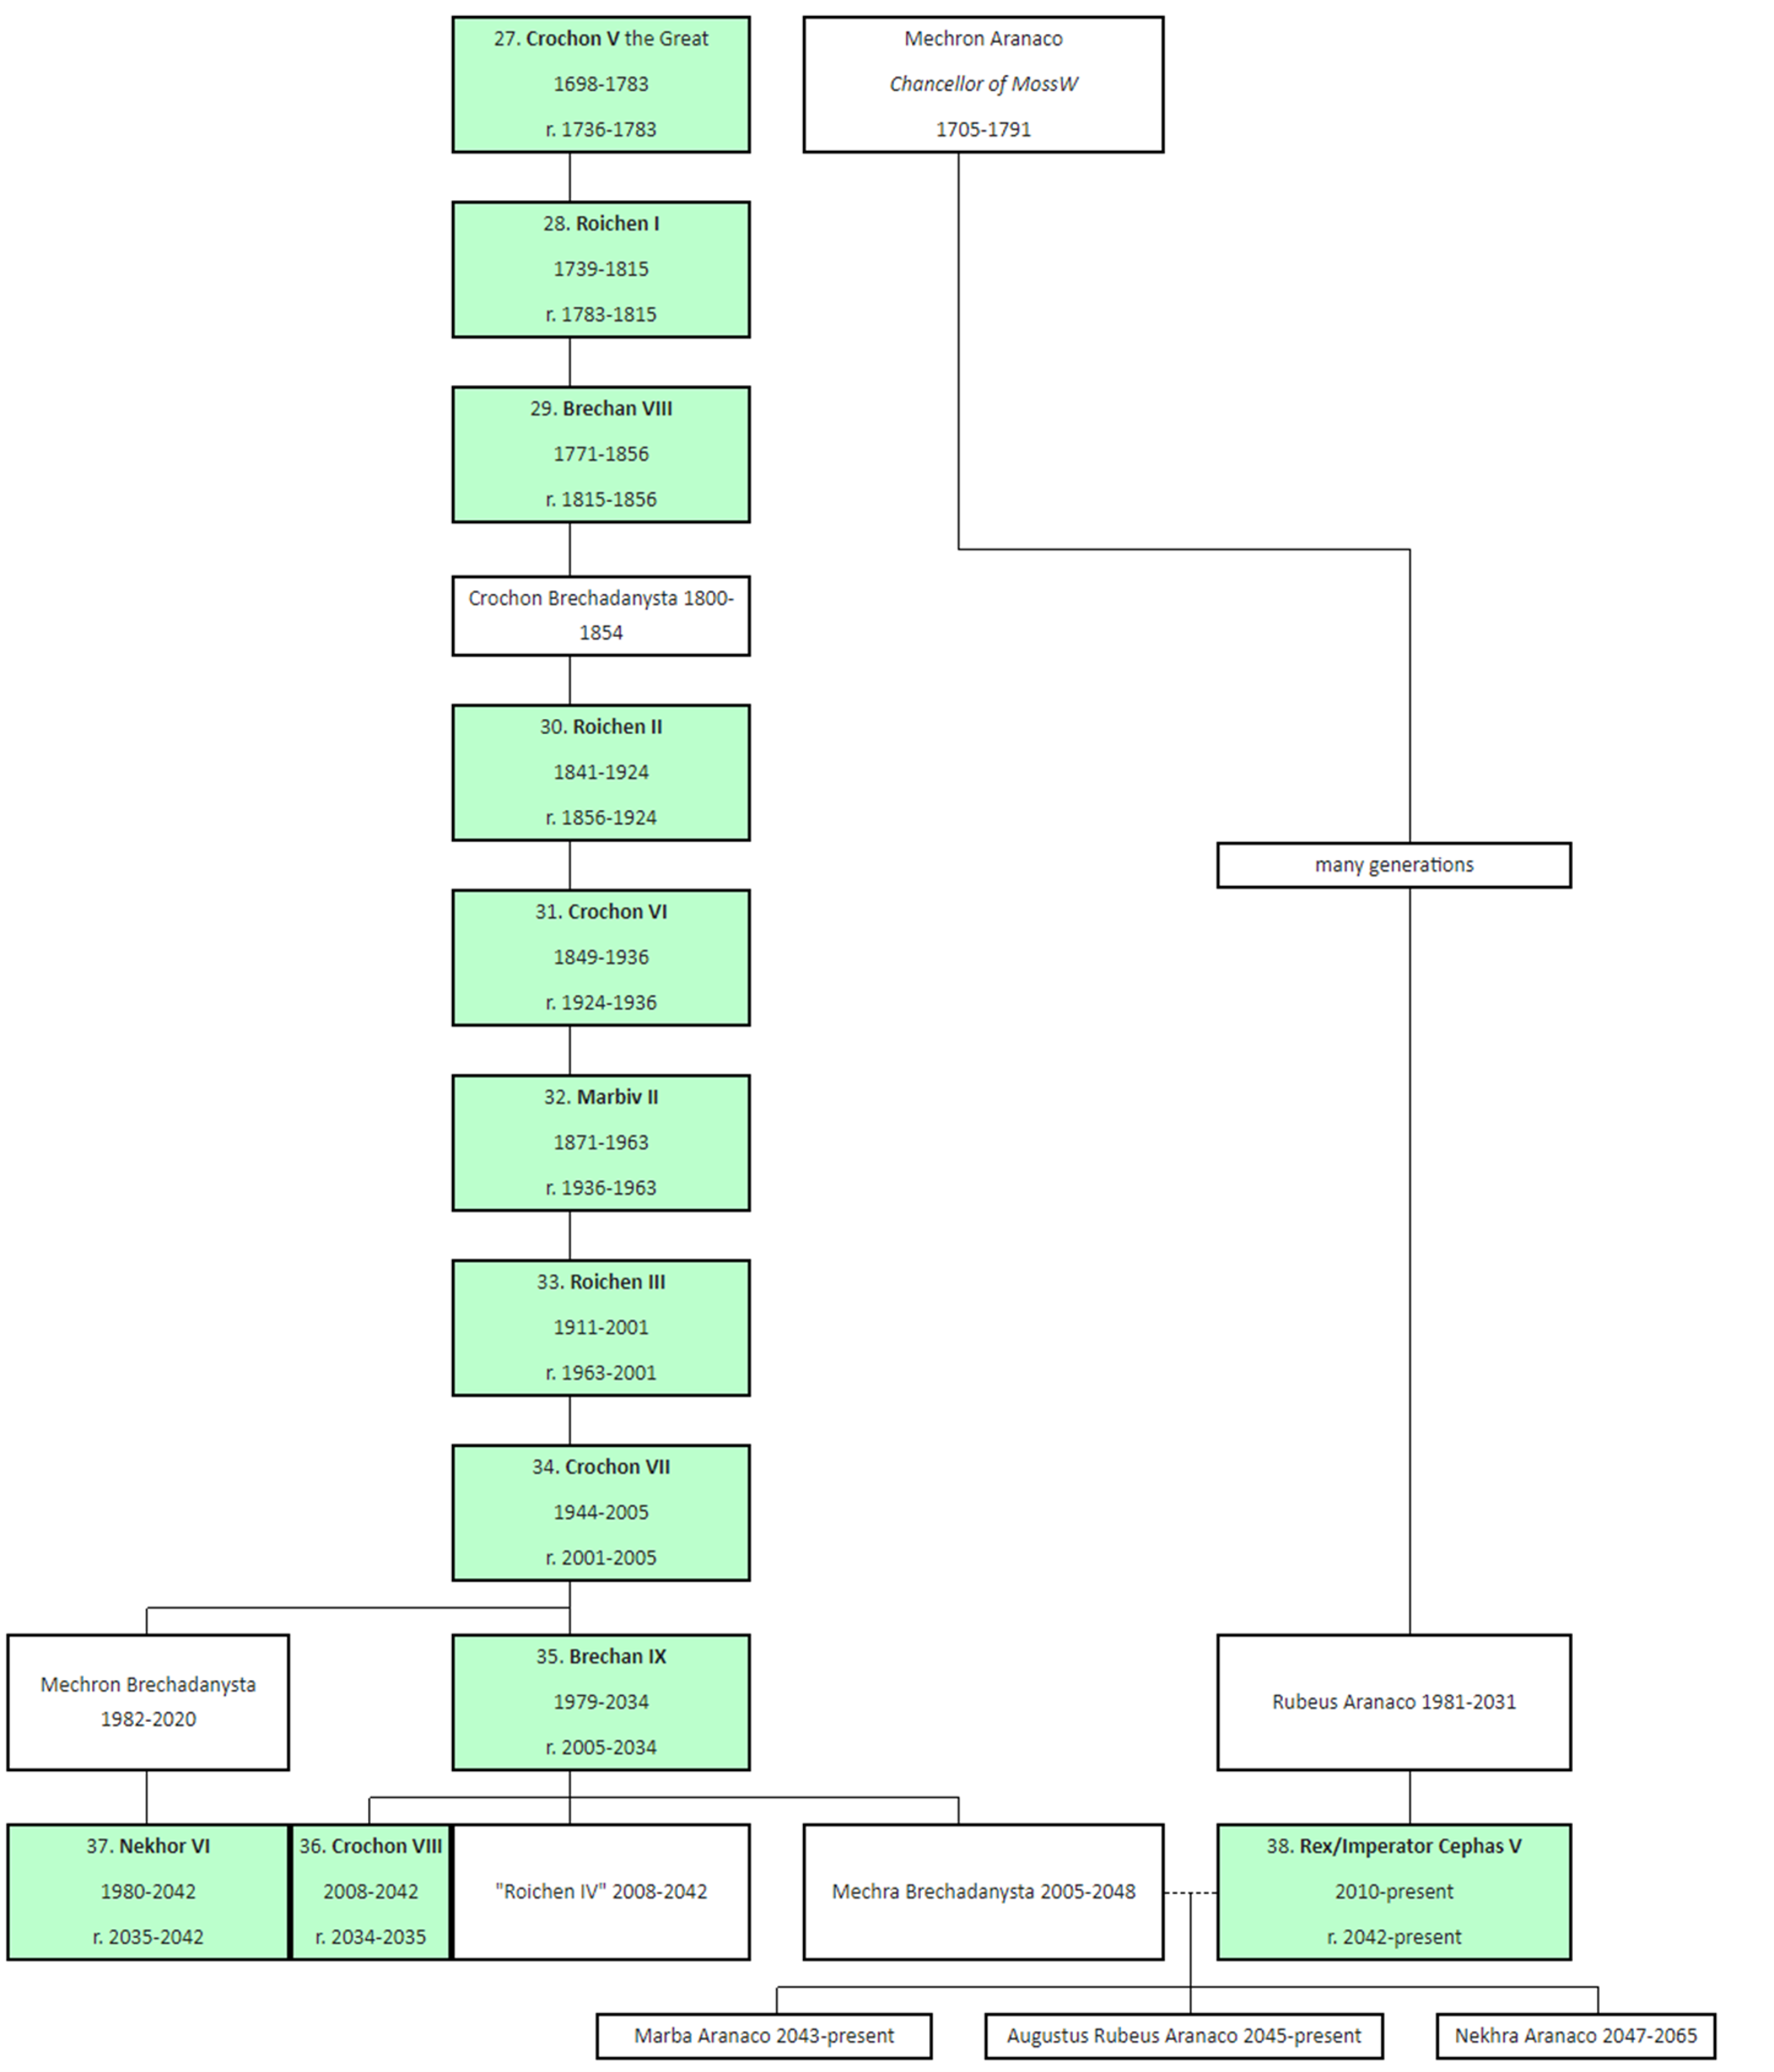 27. Crochon V the Great
1698-1783
r. 1736-1783
Mechron Aranaco
Chancellor of MossW
1705-1791
28. Roichen I
1739-1815
r. 1783-1815
29. Brechan VIII
1771-1856
r. 1815-1856
Crochon Brechadanysta 1800-
1854
30. Roichen II
1841-1924
r. 1856-1924
many generations
31. Crochon VI
1849-1936
r. 1924-1936
32. Marbiv II
1871-1963
r. 1936-1963
33. Roichen III
1911-2001
r. 1963-2001
34. Crochon VII
1944-2005
r. 2001-2005
Mechron Brechadanysta
1982-2020
35. Brechan IX
1979-2034
r. 2005-2034
Rubeus Aranaco 1981-2031
37. Nekhor VI
1980-2042
r. 2035-2042
36. Crochon VIII
2008-2042
r. 2034-2035
"Roichen IV" 2008-2042
Mechra Brechadanysta 2005-2048
38. Rex/Imperator Cephas V
2010-present
r. 2042-present
Marba Aranaco 2043-present
Augustus Rubeus Aranaco 2045-present
Nekhra Aranaco 2047-2065